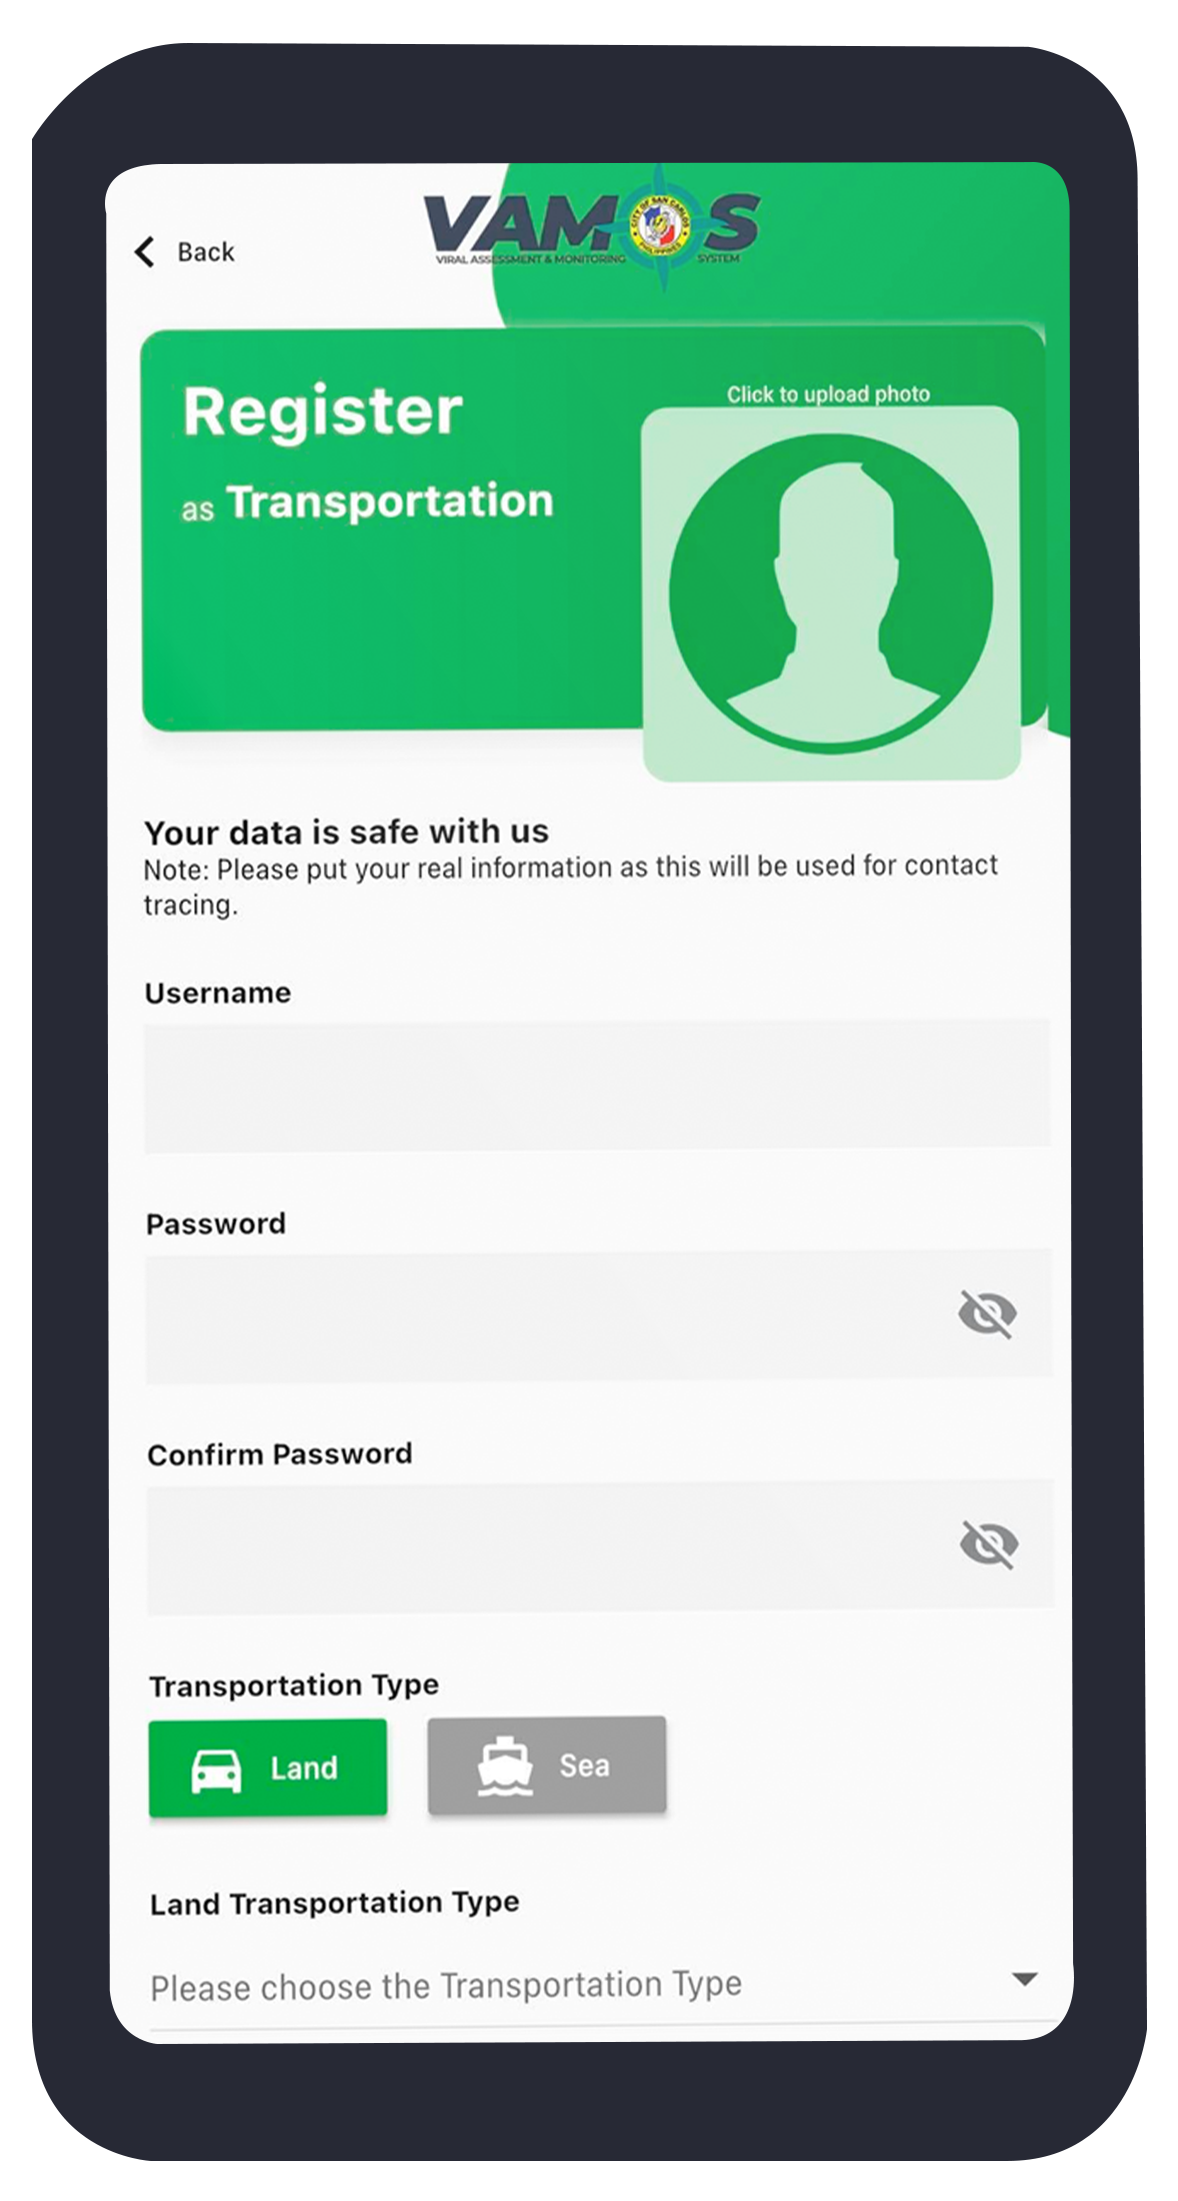 Back
VAMOS
VIRAL ASSESSMENT & MONITORING SYSTEM
CITY OF SAN CARLOS
PHILIPPINES
Register
Click to upload photo
as Transportation
Your data is safe with us
Note: Please put your real information as this will be used for contact
tracing.
Username
Password
Confirm Password
Transportation Type
Land
Sea
Land Transportation Type
Please choose the Transportation Type